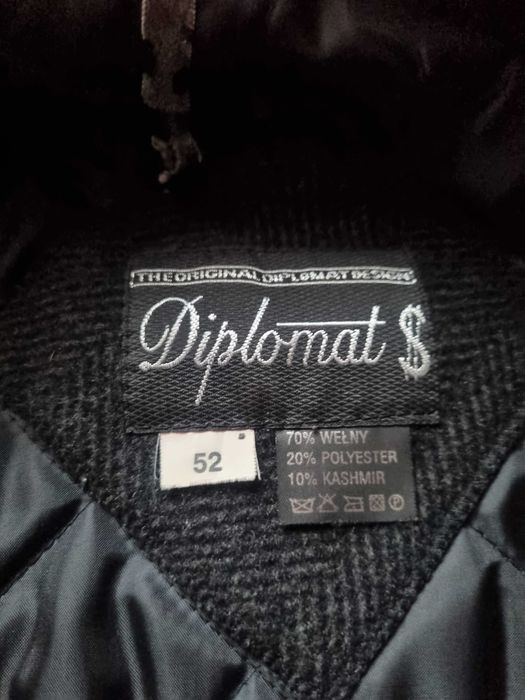 THE ORIGINAL DIPLOMAT DESIGN
Diplomat $
52
70% WEŁNY
20% POLYESTER
10% KASHMIR
P